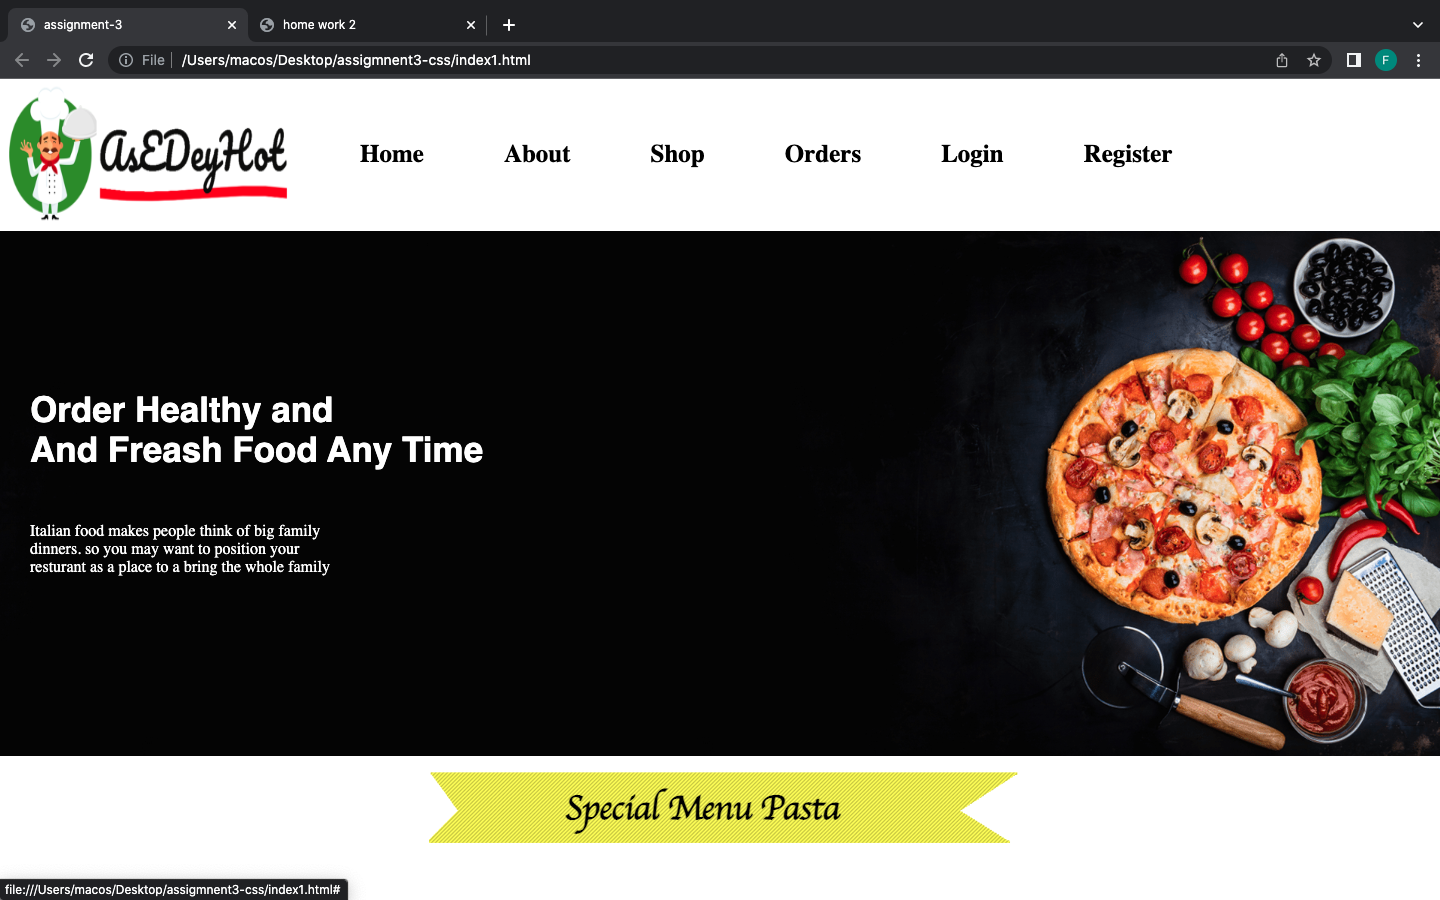 assignment-3
home work 2
File
/Users/macos/Desktop/assigmnent3-css/index1.html
F
AsEDeyHot
Home
About
Shop
Orders
Login
Register
Order Healthy and
And Freash Food Any Time
Italian food makes people think of big family
dinners. so you may want to position your
resturant as a place to a bring the whole family
Special Menu Pasta
file:///Users/macos/Desktop/assigmnent3-css/index1.html#